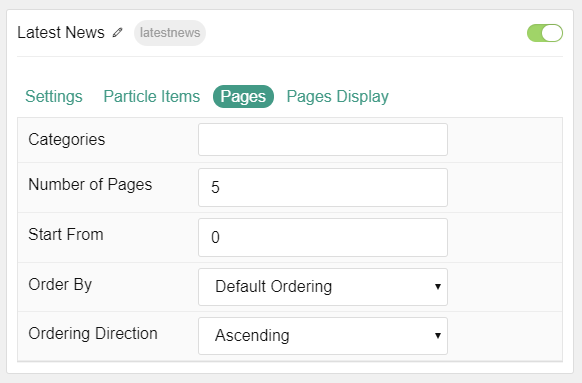 Latest News latestnews
Settings Particle Items Pages Pages Display
Categories
Number of Pages 5
Start From 0
Order By Default Ordering
Ordering Direction Ascending